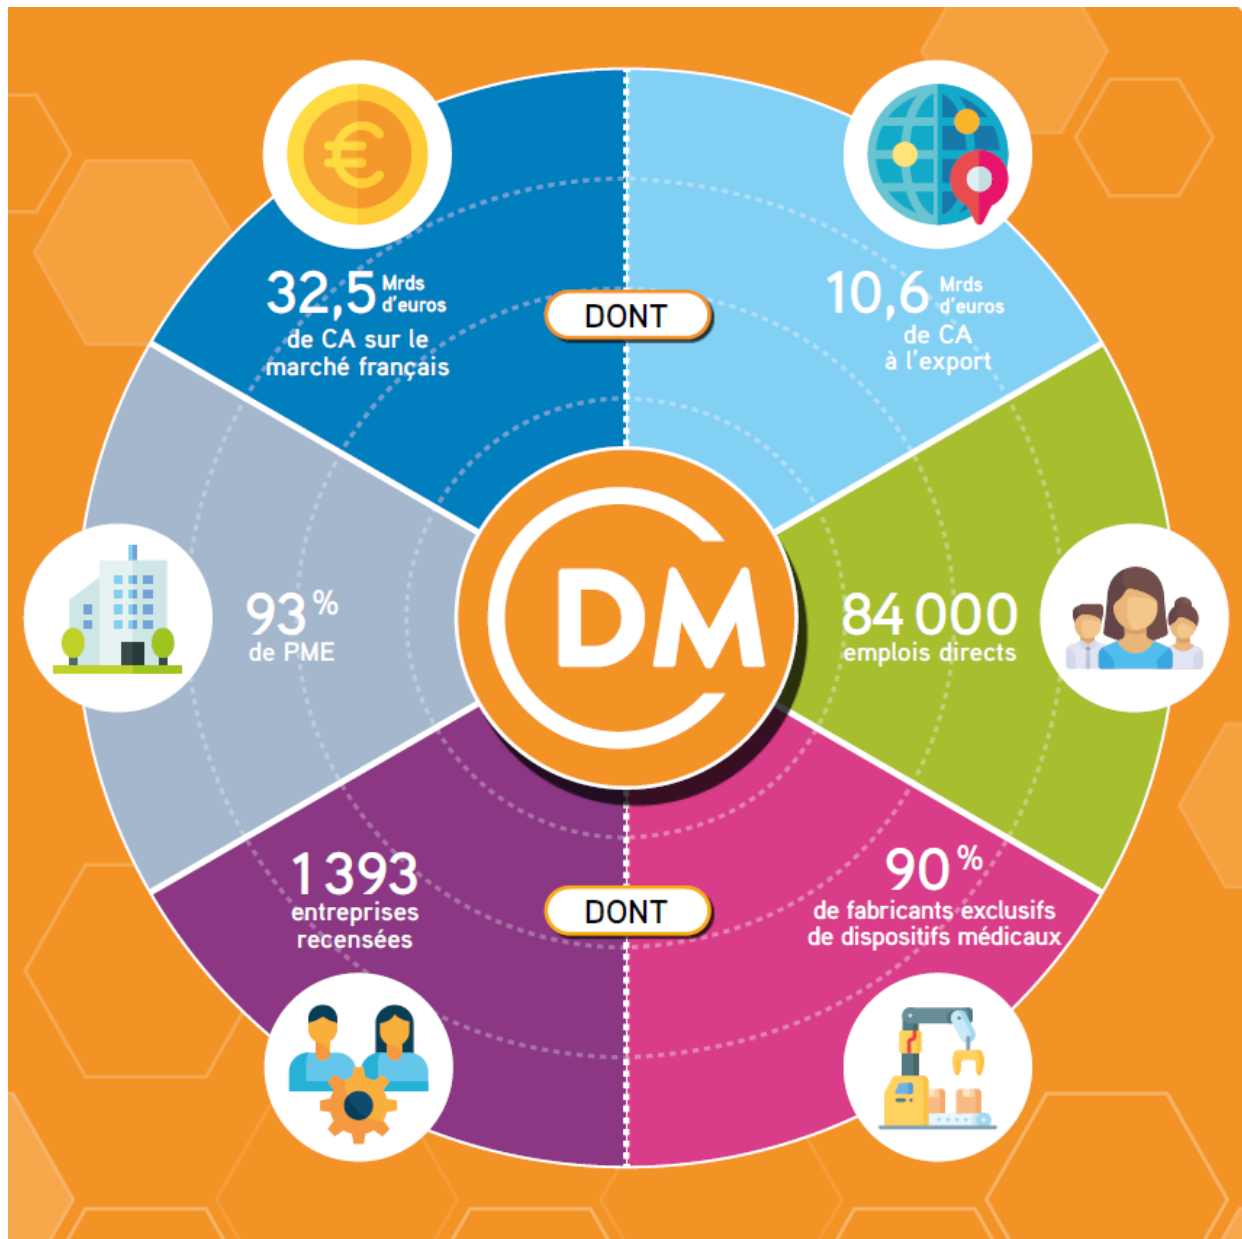 32,5 Mrds
d'euros
de CA sur le
marché français
DONT
10,6 Mrds
d'euros
de CA
à l'export
93 %
de PME
DM
84 000
emplois directs
1 393
entreprises
recensées
DONT
90 %
de fabricants exclusifs
de dispositifs médicaux